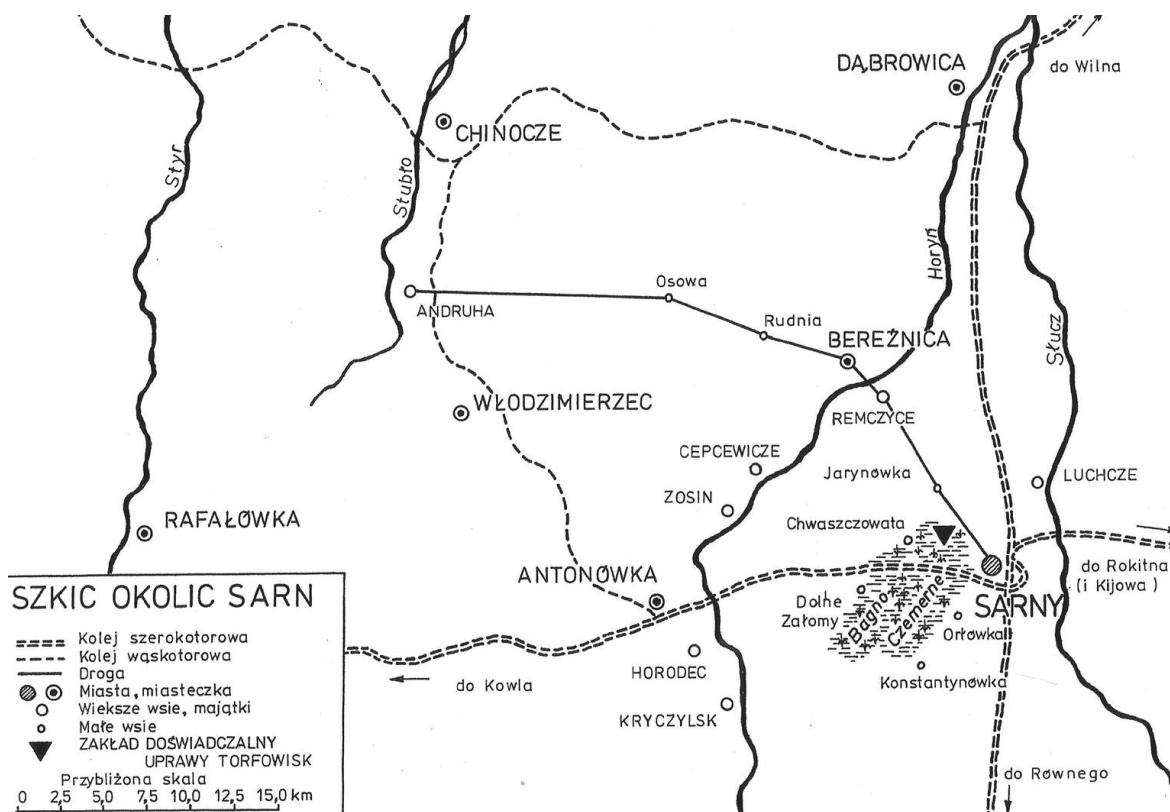 DĄBROWICA
do Wilna
CHINOCZE
Styr
Stubło
Horyń
Słucz
Osowa
ANDRUHA
Rudnia
BEREŹNICA
WŁODZIMIERZEC
REMCZYCE
CEPCEWICZE
Jarynówka
LUCHCZE
ZOSIN
RAFAŁÓWKA
Chwaszczowata
ANTONÓWKA
do Rokitna
(i Kijowa)
SARNY
Dołhe
Załomy
Bagno
Czemerne
Orłówka
HORODEC
Konstantynówka
do Kowla
KRYCZYLSK
do Równego
SZKIC OKOLIC SARN
Kolej szerokotorowa
Kolej wąskotorowa
Droga
Miasta, miasteczka
Wieksze wsie, majątki
Małe wsie
ZAKŁAD DOŚWIADCZALNY
UPRAWY TORFOWISK
Przybliżona skala
0 2,5 5,0 7,5 10,0 12,5 15,0 km